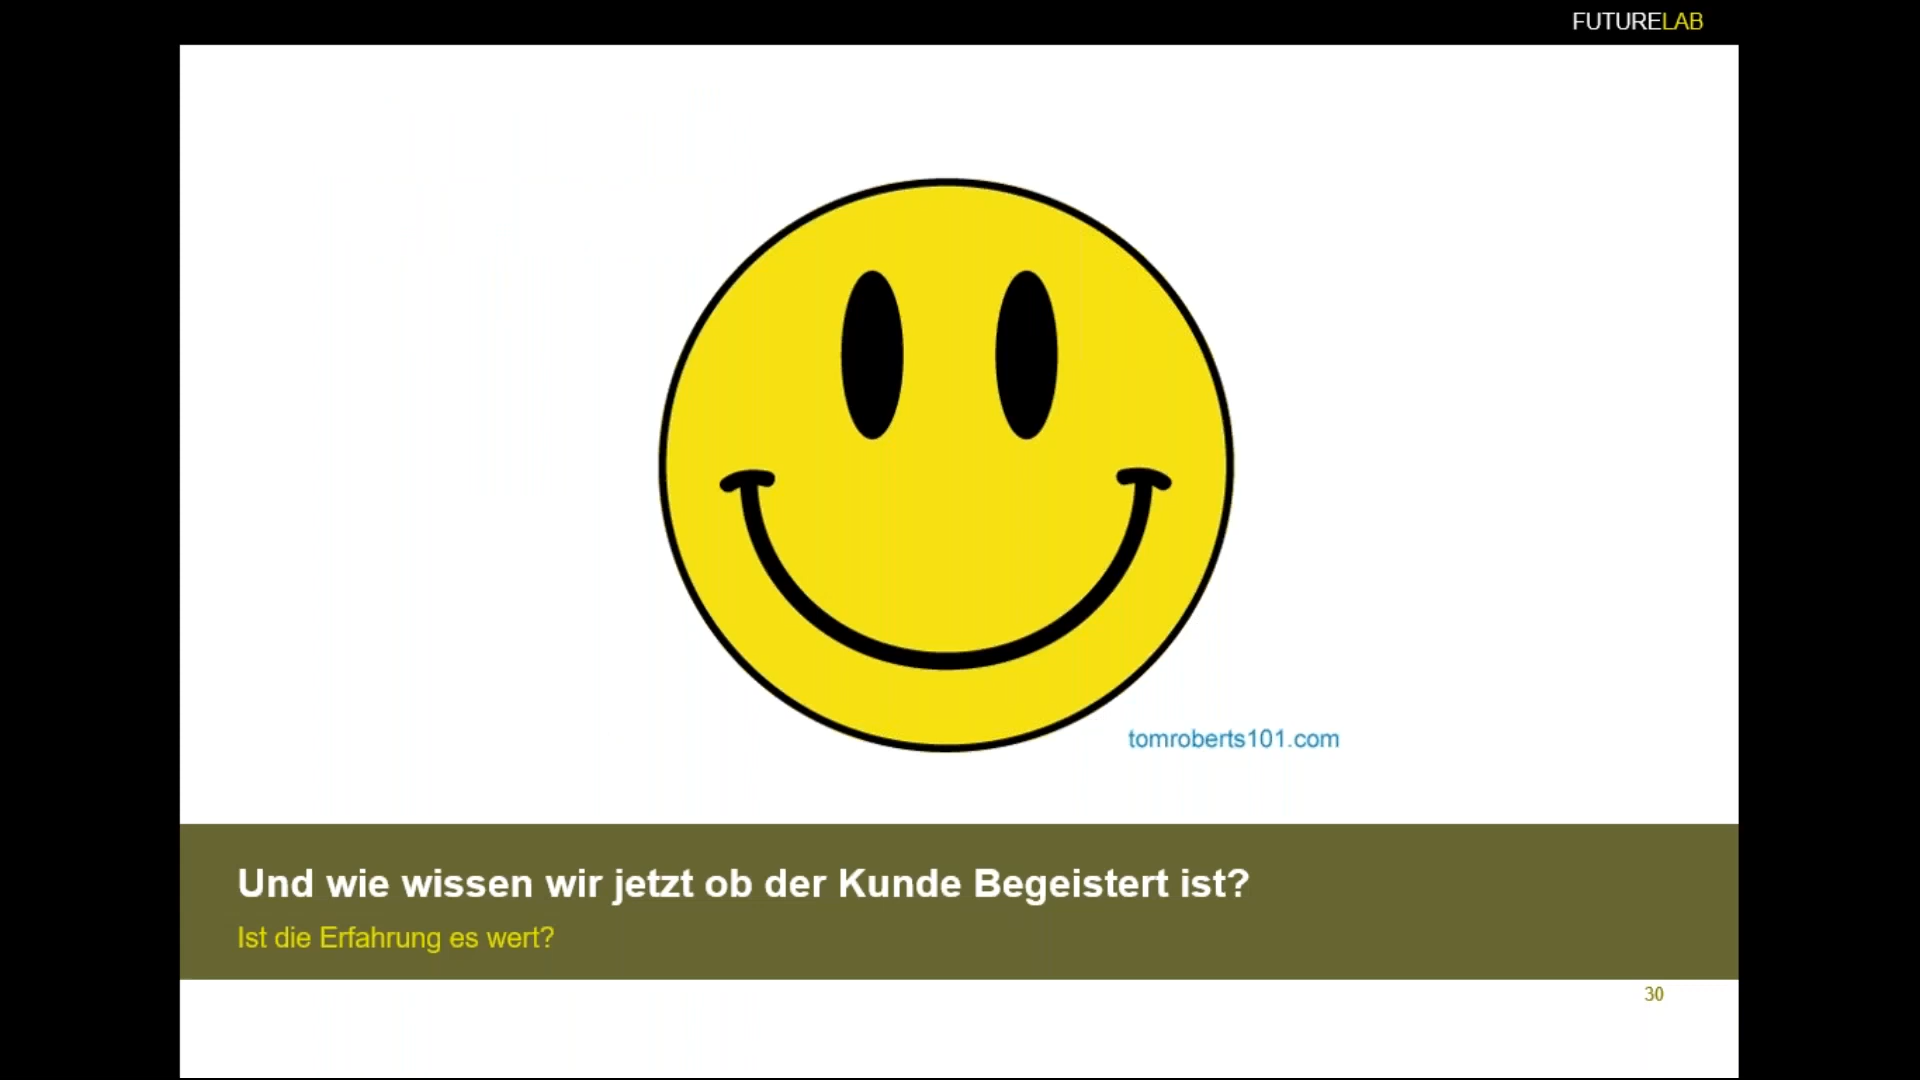 FUTURELAB
tomroberts101.com
Und wie wissen wir jetzt ob der Kunde Begeistert ist?
Ist die Erfahrung es wert?
30